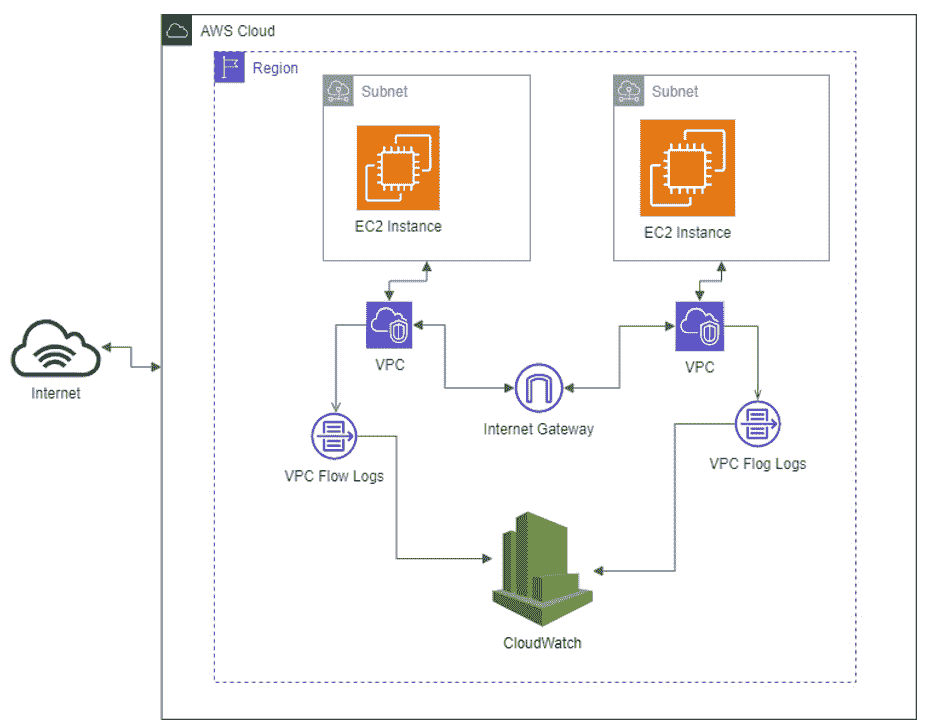 AWS Cloud
Region
Subnet
Subnet
EC2 Instance
EC2 Instance
VPC
VPC
Internet
Internet Gateway
VPC Flow Logs
VPC Flog Logs
CloudWatch